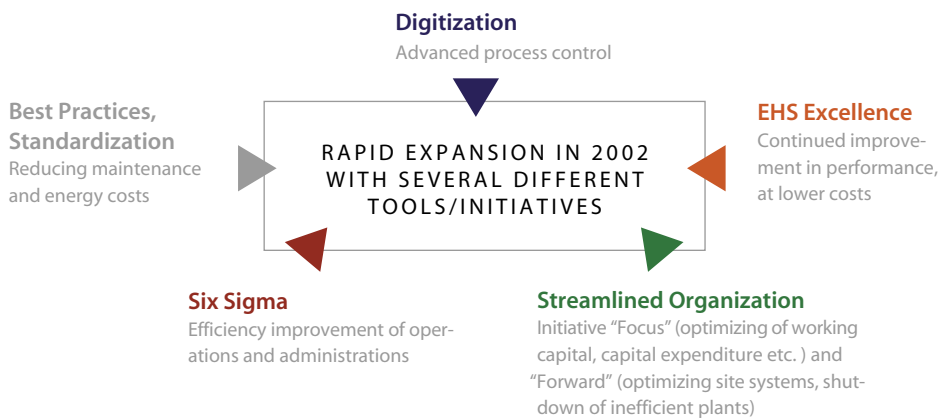 Digitization
Advanced process control
Best Practices,
Standardization
Reducing maintenance
and energy costs
RAPID EXPANSION IN 2002
WITH SEVERAL DIFFERENT
TOOLS/INITIATIVES
EHS Excellence
Continued improve-
ment in performance,
at lower costs
Six Sigma
Efficiency improvement of oper-
ations and administrations
Streamlined Organization
Initiative “Focus” (optimizing of working
capital, capital expenditure etc. ) and
“Forward” (optimizing site systems, shut-
down of inefficient plants)